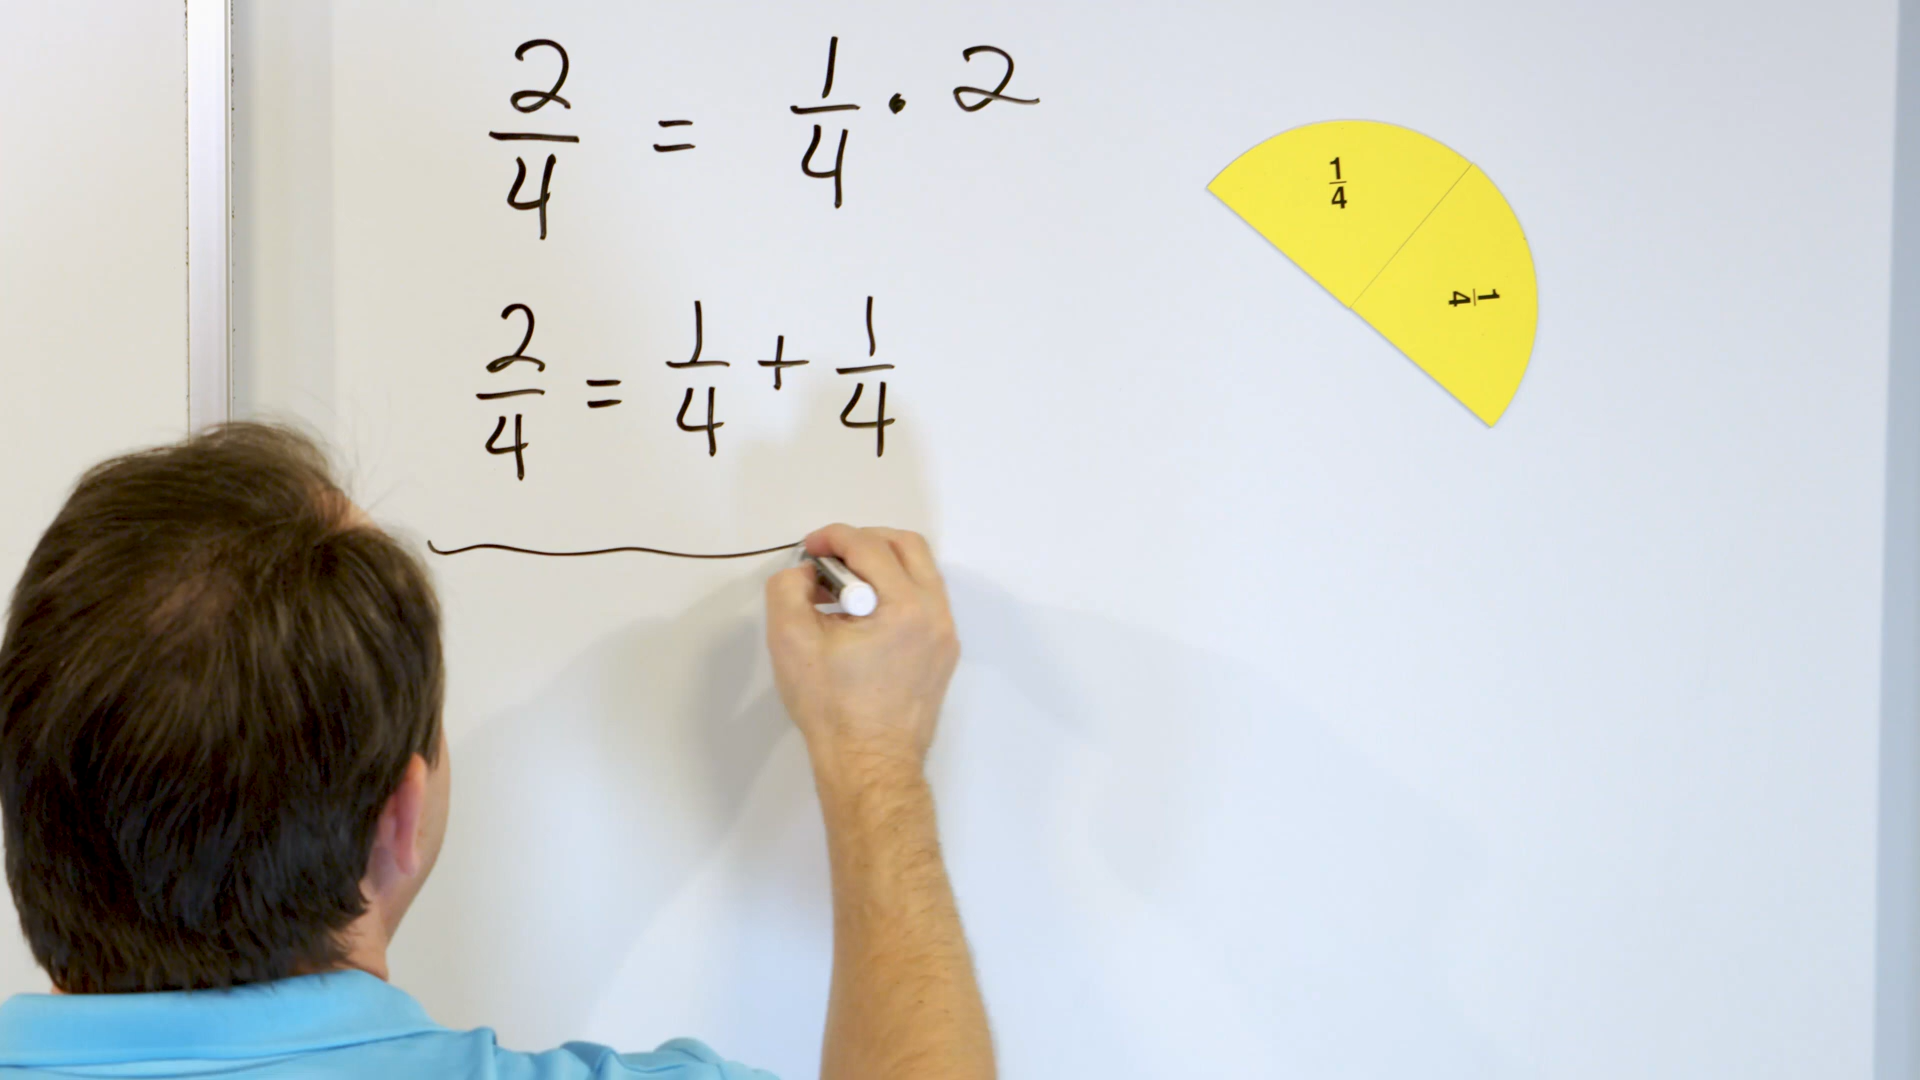 2/4 = 1/4 · 2
2/4 = 1/4 + 1/4
1/4
1/4